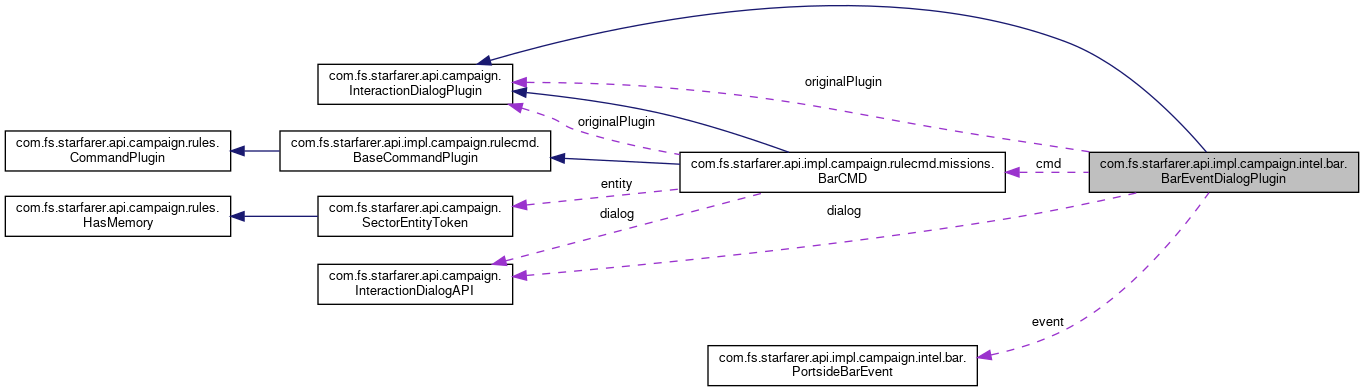 com.fs.starfarer.api.campaign.
InteractionDialogPlugin
originalPlugin
originalPlugin
com.fs.starfarer.api.campaign.rules.
CommandPlugin
com.fs.starfarer.api.impl.campaign.rulecmd.
BaseCommandPlugin
com.fs.starfarer.api.impl.campaign.rulecmd.missions.
BarCMD
cmd
com.fs.starfarer.api.impl.campaign.intel.bar.
BarEventDialogPlugin
entity
com.fs.starfarer.api.campaign.rules.
HasMemory
com.fs.starfarer.api.campaign.
SectorEntityToken
dialog
dialog
com.fs.starfarer.api.campaign.
InteractionDialogAPI
event
com.fs.starfarer.api.impl.campaign.intel.bar.
PortsideBarEvent